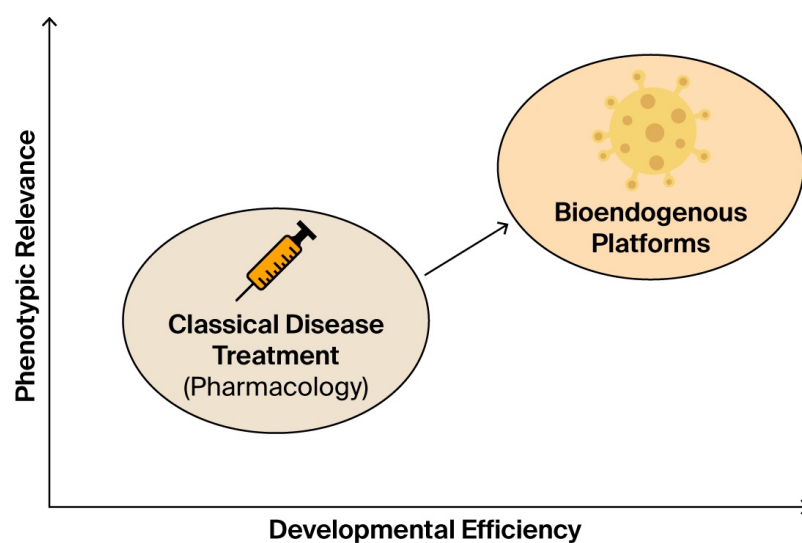 Phenotypic Relevance
Bioendogenous
Platforms
Classical Disease
Treatment
(Pharmacology)
Developmental Efficiency